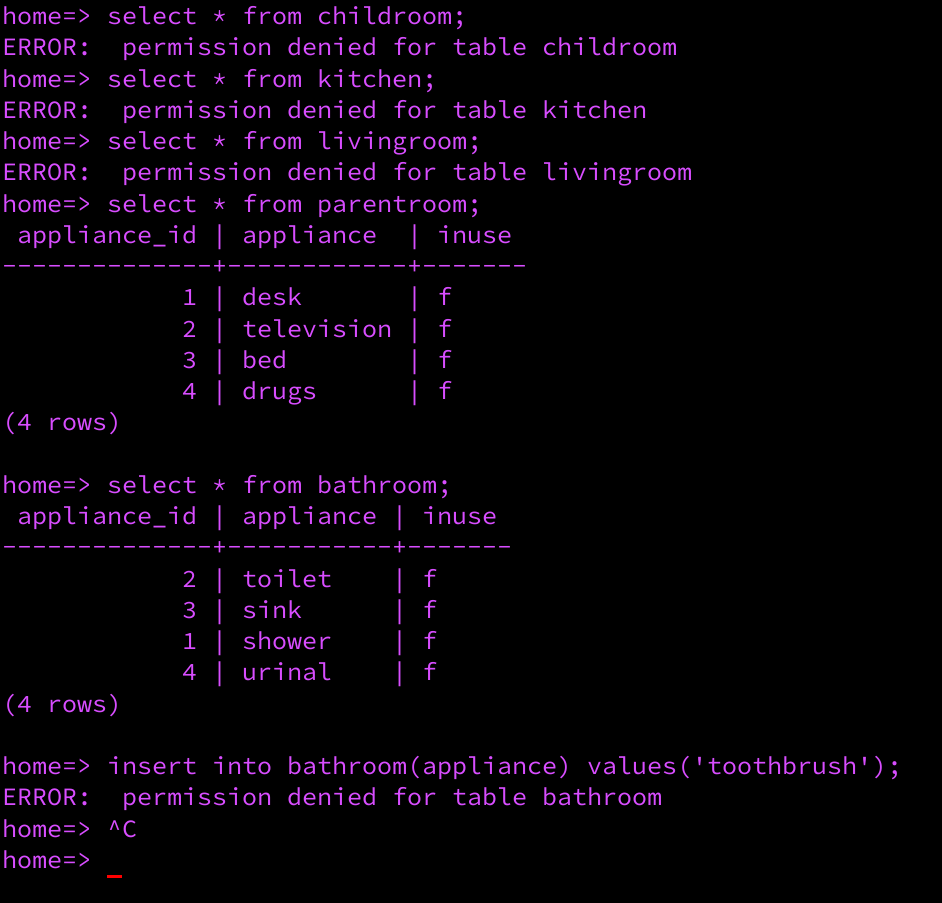 home=> select * from childroom;
ERROR:  permission denied for table childroom
home=> select * from kitchen;
ERROR:  permission denied for table kitchen
home=> select * from livingroom;
ERROR:  permission denied for table livingroom
home=> select * from parentroom;
 appliance_id | appliance  | inuse
--------------+------------+-------
            1 | desk       | f
            2 | television | f
            3 | bed        | f
            4 | drugs      | f
(4 rows)

home=> select * from bathroom;
 appliance_id | appliance | inuse
--------------+-----------+-------
            2 | toilet    | f
            3 | sink      | f
            1 | shower    | f
            4 | urinal    | f
(4 rows)

home=> insert into bathroom(appliance) values('toothbrush');
ERROR:  permission denied for table bathroom
home=> ^C
home=> _